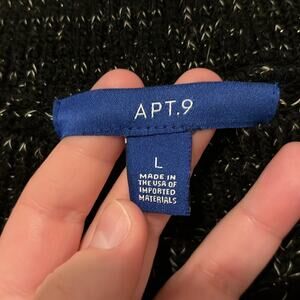 APT.9
L
MADE IN
THE USA OF
IMPORTED
MATERIALS